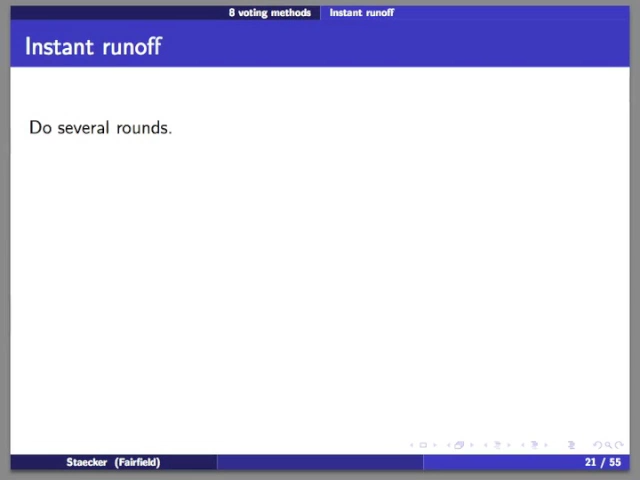 8 voting methods Instant runoff
Instant runoff
Do several rounds.
Staecker (Fairfield) 21 / 55